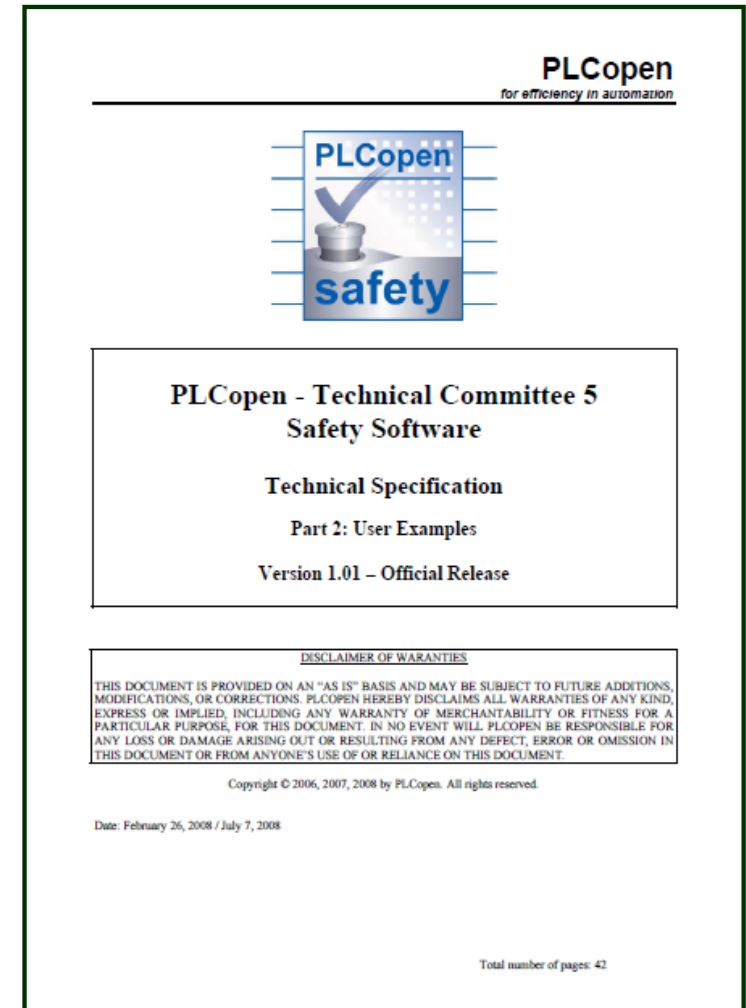 PLCopen
for efficiency in automation
PLCopen
safety
PLCopen - Technical Committee 5
Safety Software
Technical Specification
Part 2: User Examples
Version 1.01 – Official Release
DISCLAIMER OF WARANTIES
THIS DOCUMENT IS PROVIDED ON AN "AS IS" BASIS AND MAY BE SUBJECT TO FUTURE ADDITIONS,
MODIFICATIONS, OR CORRECTIONS. PLCOPEN HEREBY DISCLAIMS ALL WARRANTIES OF ANY KIND,
EXPRESS OR IMPLIED, INCLUDING ANY WARRANTY OF MERCHANTABILITY OR FITNESS FOR A
PARTICULAR PURPOSE, FOR THIS DOCUMENT. IN NO EVENT WILL PLCOPEN BE RESPONSIBLE FOR
ANY LOSS OR DAMAGE ARISING OUT OR RESULTING FROM ANY DEFECT, ERROR OR OMISSION IN
THIS DOCUMENT OR FROM ANYONE'S USE OF OR RELIANCE ON THIS DOCUMENT.
Copyright © 2006, 2007, 2008 by PLCopen. All rights reserved.
Date: February 26, 2008 / July 7, 2008
Total number of pages: 42